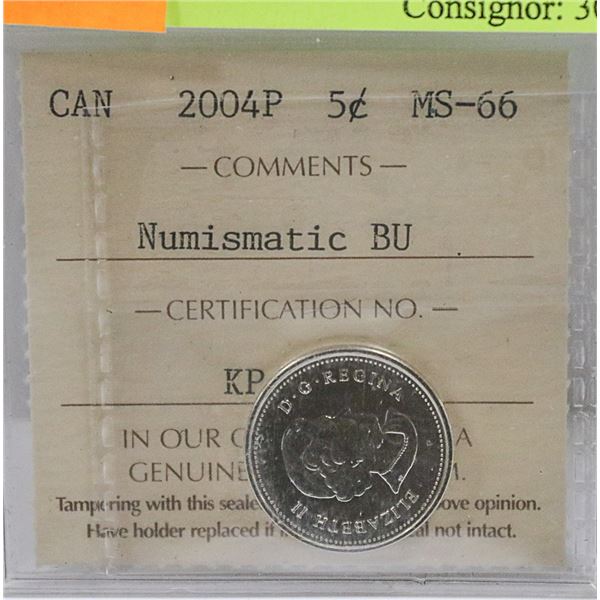 Consignor: 3
CAN 2004P 5¢ MS-66
— COMMENTS —
Numismatic BU
— CERTIFICATION NO. —
KP
IN OUR
GENUINE
Tampering with this seale ove opinion.
Have holder replaced if al not intact.
D·G·REGINA
ELIZABETH II